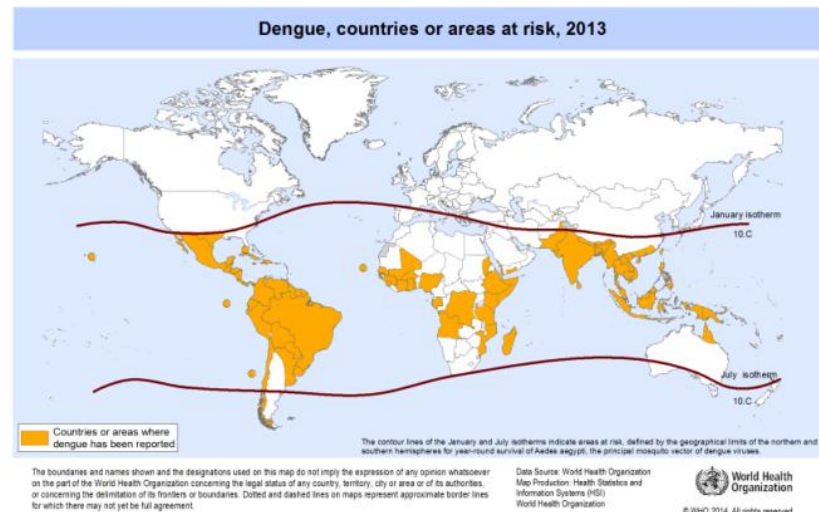 Dengue, countries or areas at risk, 2013
January isotherm
10.C
July isotherm
10.C
Countries or areas where
dengue has been reported
The contour lines of the January and July isotherms indicate areas at risk, defined by the geographical limits of the northern and
southern hemispheres for year-round survival of Aedes aegypti, the principal mosquito vector of dengue viruses.
The boundaries and names shown and the designations used on this map do not imply the expression of any opinion whatsoever
on the part of the World Health Organization concerning the legal status of any country, territory, city or area or of its authorities,
or concerning the delimitation of its frontiers or boundaries. Dotted and dashed lines on maps represent approximate border lines
for which there may not yet be full agreement.
Data Source: World Health Organization
Map Production: Health Statistics and
Information Systems (HSI)
World Health Organization
World Health
Organization
© WHO 2014. All rights reserved